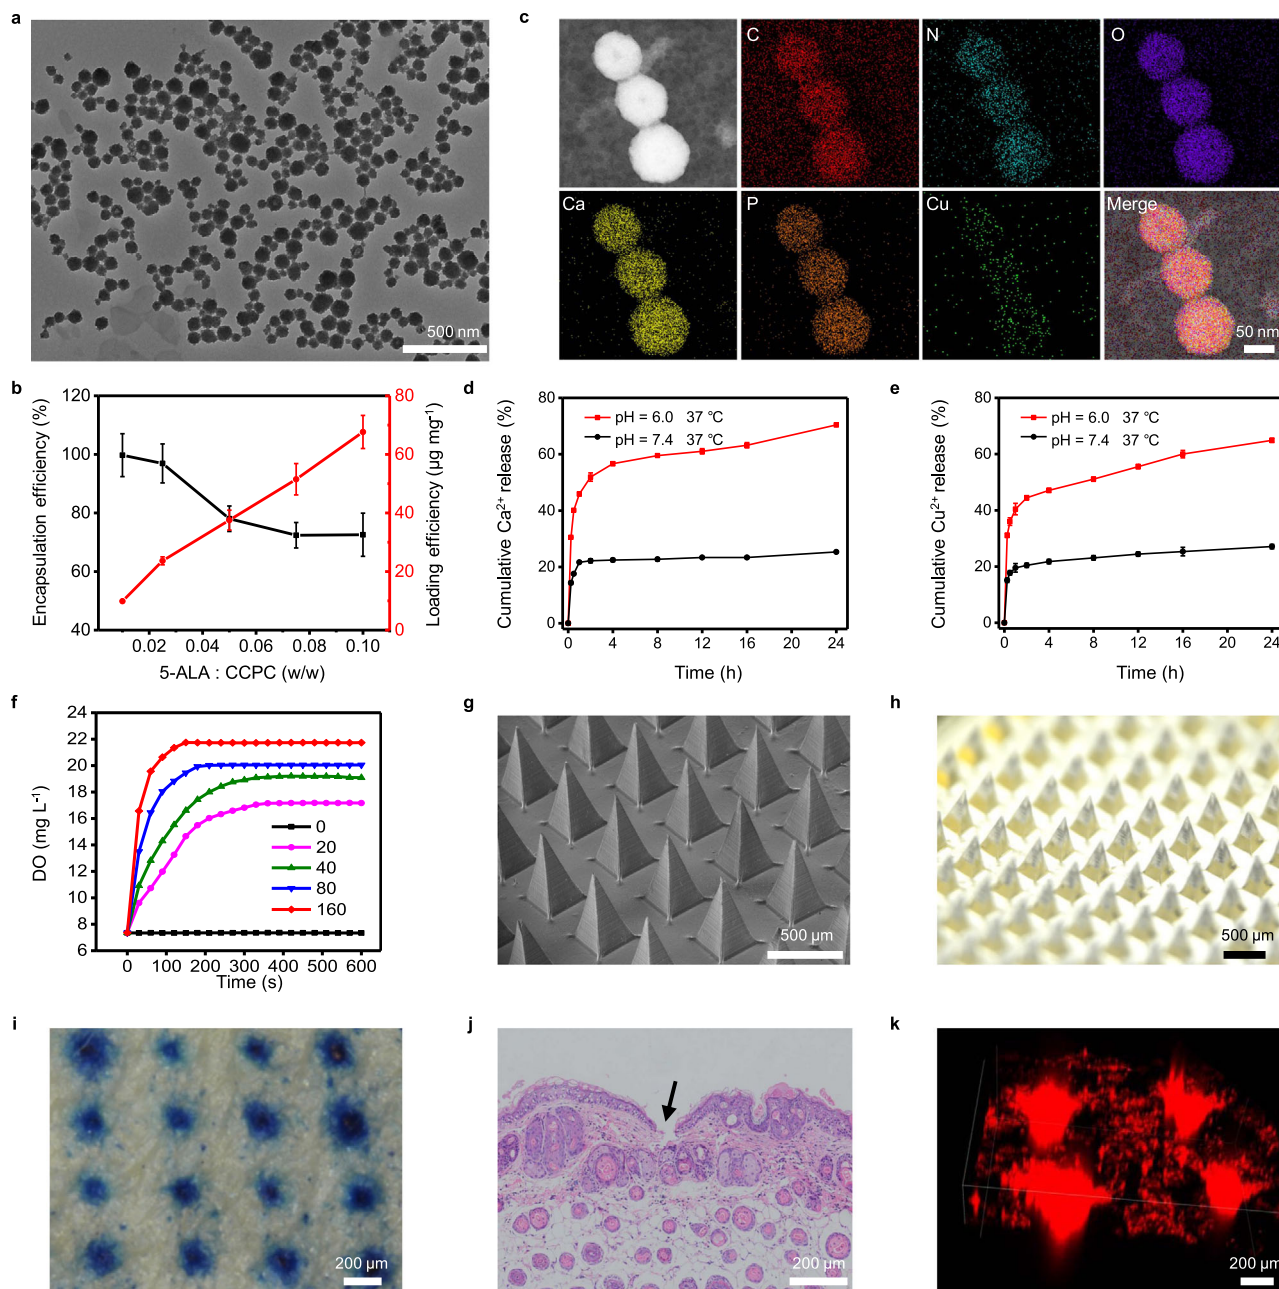 a
500 nm
c
C
N
O
Ca
P
Cu
Merge
50 nm
b
Encapsulation efficiency (%)
120
100
80
60
40
80
60
40
20
0
Loading efficiency (µg mg⁻¹)
0.02 0.04 0.06 0.08 0.10
5-ALA : CCPC (w/w)
d
Cumulative Ca²⁺ release (%)
80
60
40
20
0
pH = 6.0 37 °C
pH = 7.4 37 °C
0 4 8 12 16 20 24
Time (h)
e
Cumulative Cu²⁺ release (%)
80
60
40
20
0
pH = 6.0 37 °C
pH = 7.4 37 °C
0 4 8 12 16 20 24
Time (h)
f
DO (mg L⁻¹)
24
22
20
18
16
14
12
10
8
6
0
20
40
80
160
0 100 200 300 400 500 600
Time (s)
g
500 µm
h
500 µm
i
200 µm
j
200 µm
k
200 µm